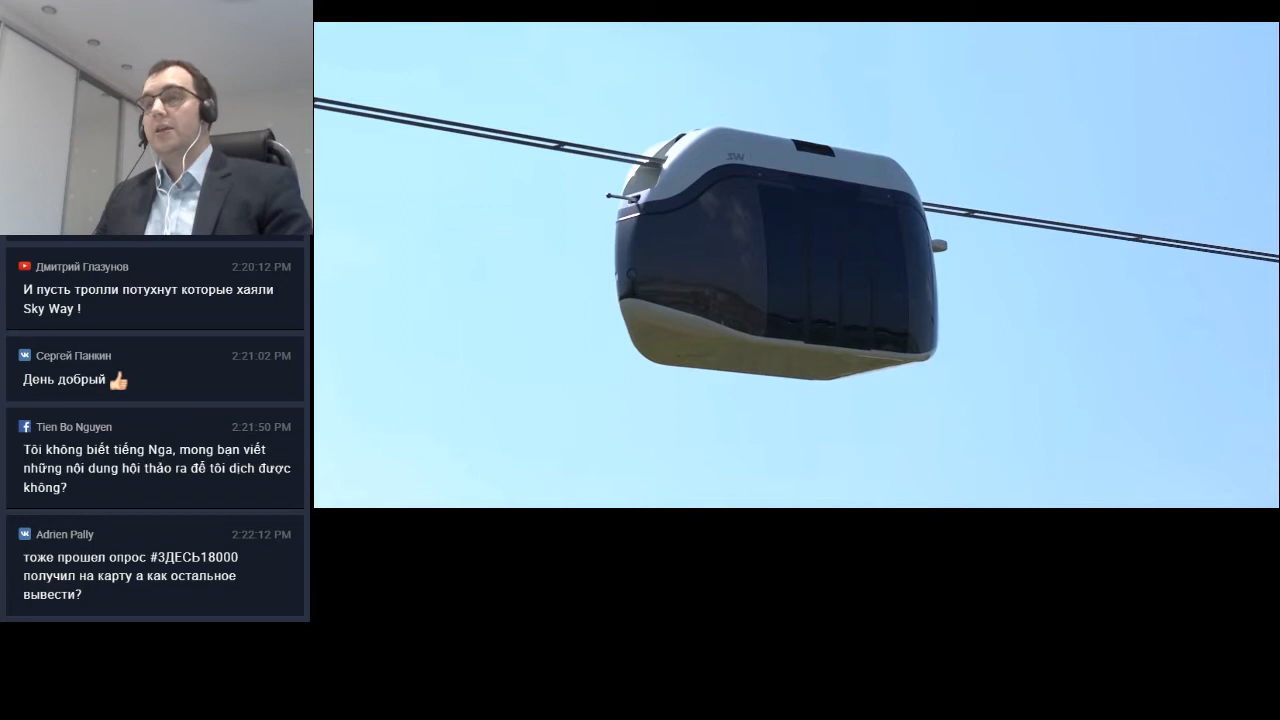 Дмитрий Глазунов 2:20:12 PM
И пусть тролли потухнут которые хаяли
Sky Way !
Сергей Панкин 2:21:02 PM
День добрый 👍
Tien Bo Nguyen 2:21:50 PM
Tôi không biết tiếng Nga, mong bạn viết
những nội dung hội thảo ra để tôi dịch được
không?
Adrien Pally 2:22:12 PM
тоже прошел опрос #ЗДЕСЬ18000
получил на карту а как остальное
вывести?